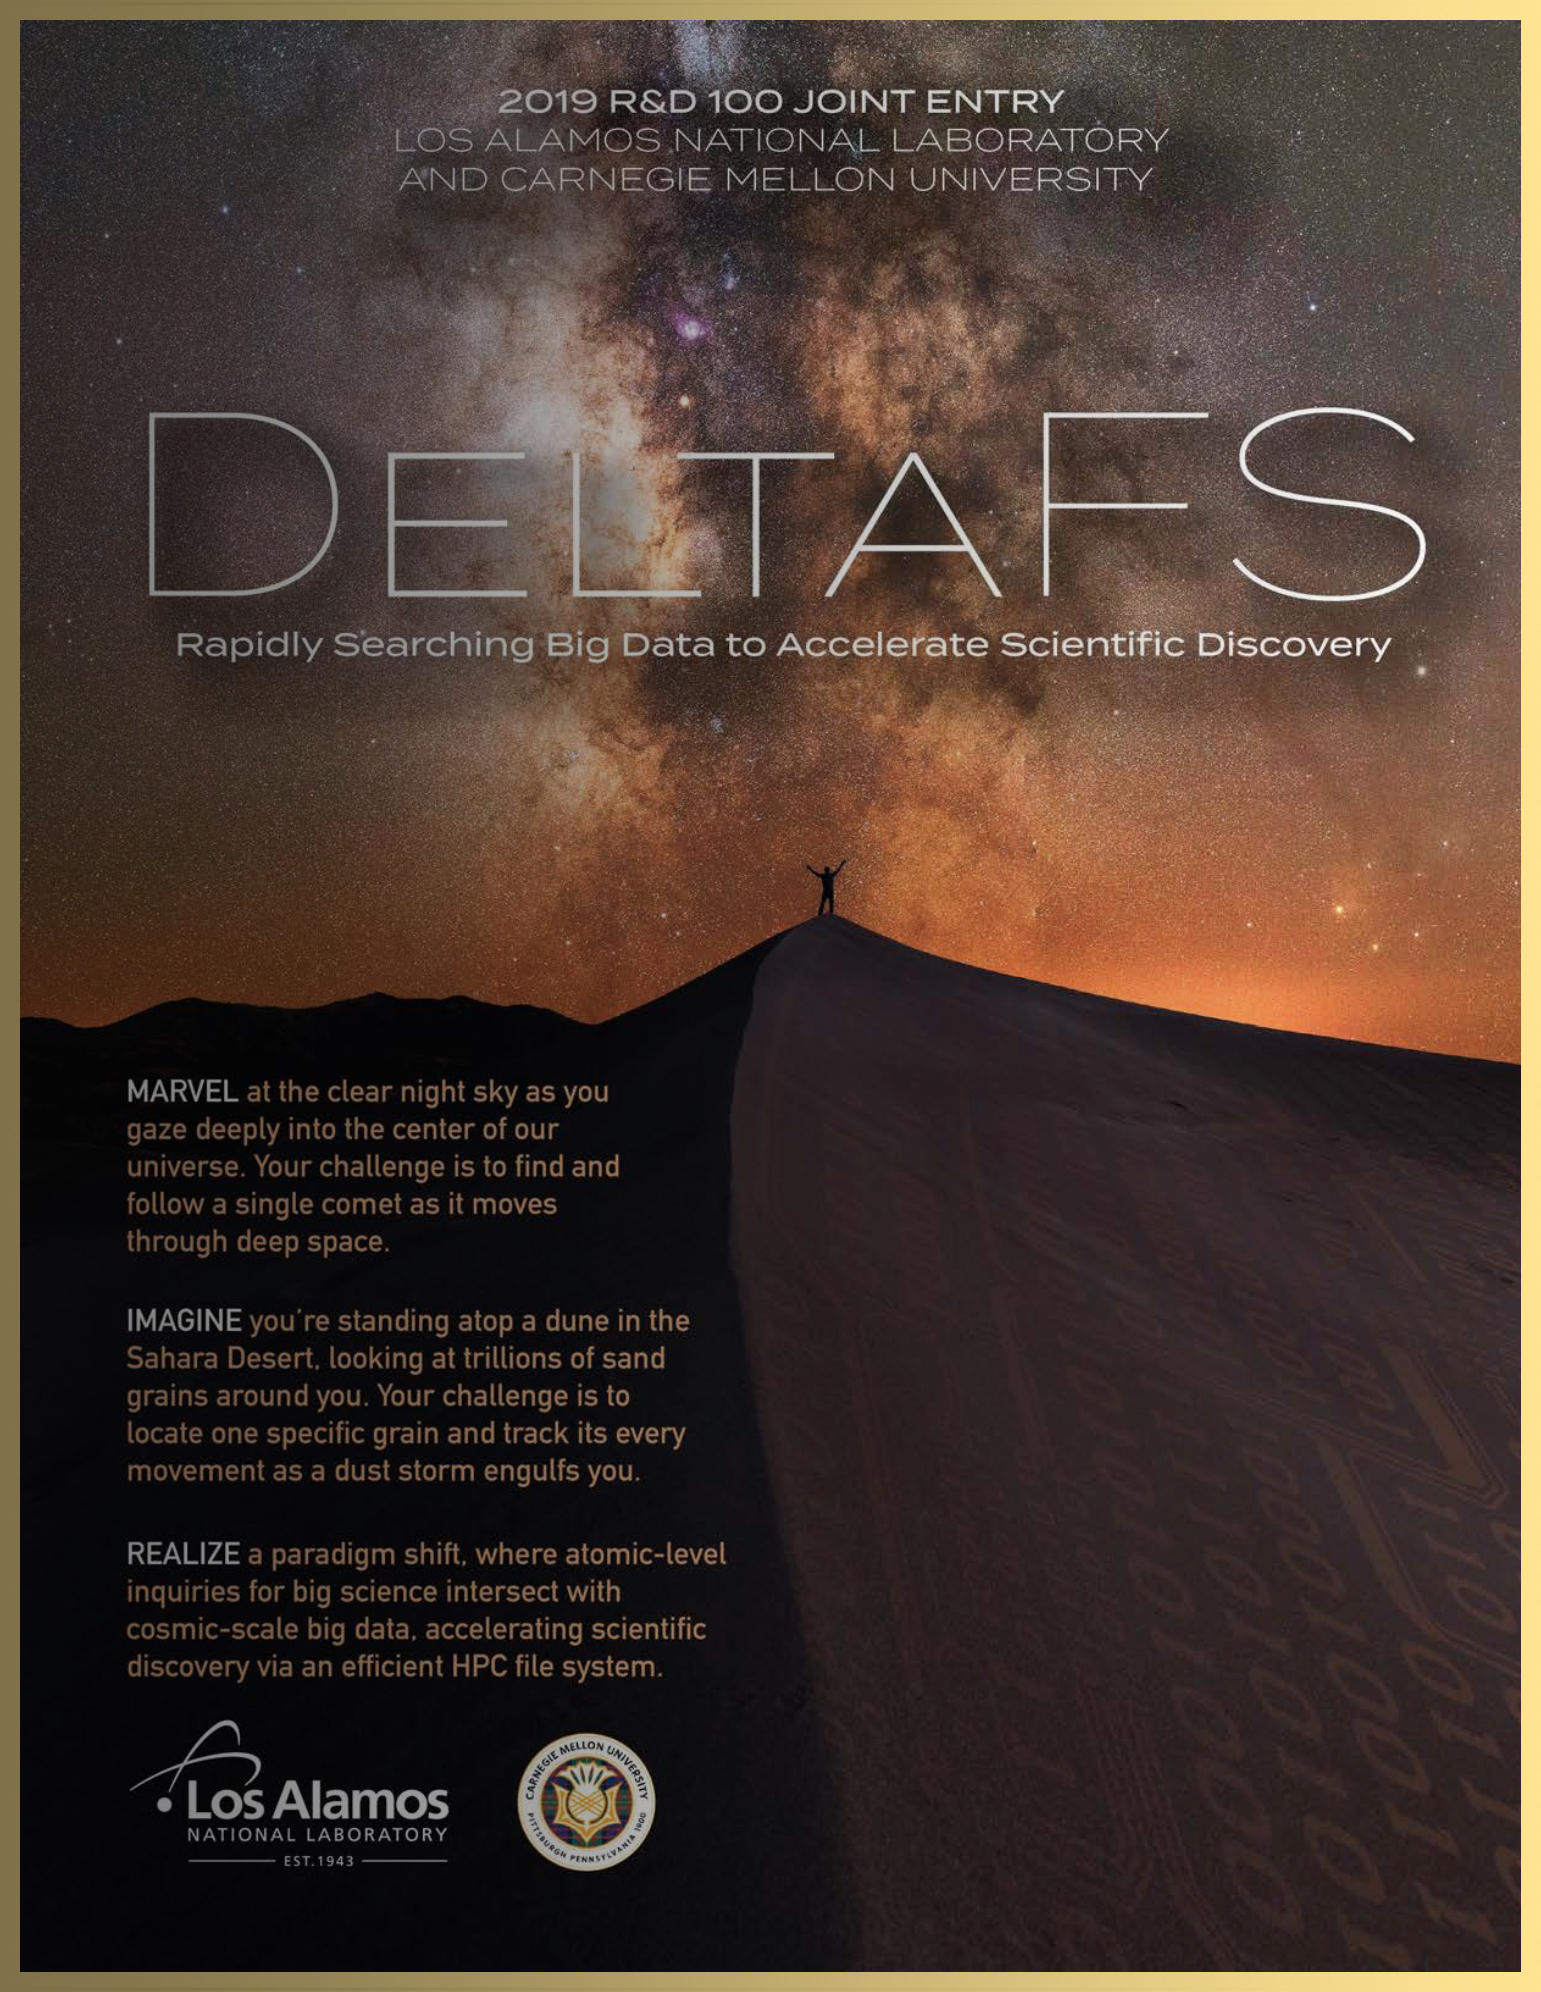 2019 R&D 100 JOINT ENTRY
LOS ALAMOS NATIONAL LABORATORY
AND CARNEGIE MELLON UNIVERSITY
DELTAFS
Rapidly Searching Big Data to Accelerate Scientific Discovery
MARVEL at the clear night sky as you
gaze deeply into the center of our
universe. Your challenge is to find and
follow a single comet as it moves
through deep space.
IMAGINE you're standing atop a dune in the
Sahara Desert, looking at trillions of sand
grains around you. Your challenge is to
locate one specific grain and track its every
movement as a dust storm engulfs you.
REALIZE a paradigm shift, where atomic-level
inquiries for big science intersect with
cosmic-scale big data, accelerating scientific
discovery via an efficient HPC file system.
Los Alamos
NATIONAL LABORATORY
EST.1943
CARNEGIE MELLON UNIVERSITY
PITTSBURGH PENNSYLVANIA 1900